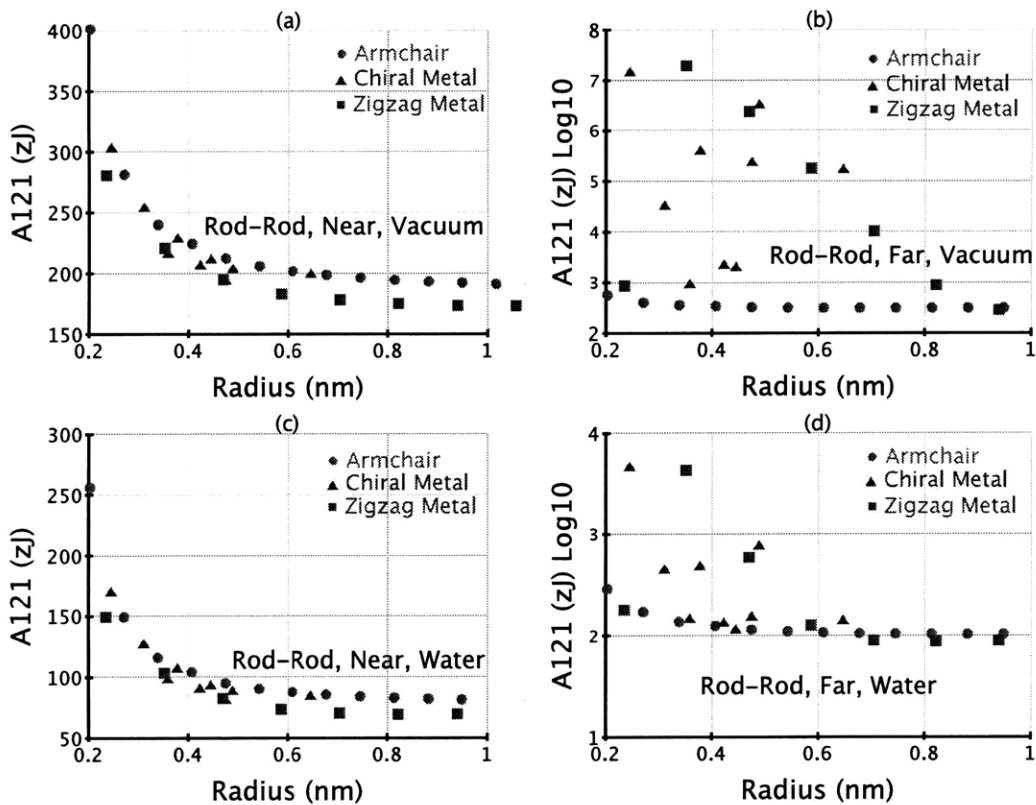 (a)
400
350
300
250
200
150
A121 (zJ)
Armchair
Chiral Metal
Zigzag Metal
Rod-Rod, Near, Vacuum
0.2 0.4 0.6 0.8 1
Radius (nm)
(b)
8
7
6
5
4
3
2
A121 (zJ) Log10
Armchair
Chiral Metal
Zigzag Metal
Rod-Rod, Far, Vacuum
0.2 0.4 0.6 0.8 1
Radius (nm)
(c)
300
250
200
150
100
50
A121 (zJ)
Armchair
Chiral Metal
Zigzag Metal
Rod-Rod, Near, Water
0.2 0.4 0.6 0.8 1
Radius (nm)
(d)
4
3
2
1
A121 (zJ) Log10
Armchair
Chiral Metal
Zigzag Metal
Rod-Rod, Far, Water
0.2 0.4 0.6 0.8 1
Radius (nm)